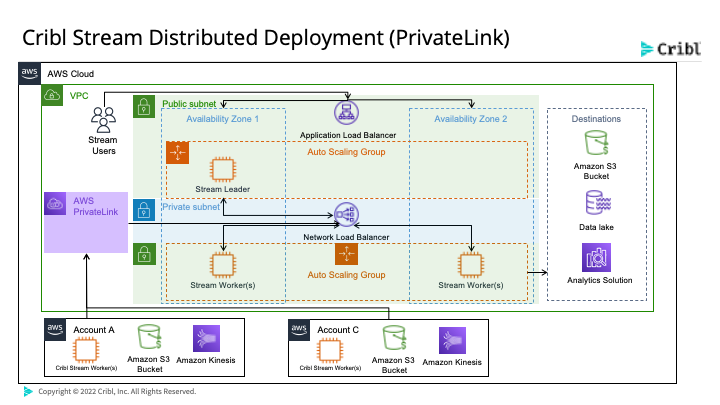 Cribl Stream Distributed Deployment (PrivateLink)
Cribl
aws
AWS Cloud
VPC
Public subnet
Availability Zone 1
Availability Zone 2
Destinations
Stream
Users
Application Load Balancer
Auto Scaling Group
Amazon S3
Bucket
Stream Leader
AWS
PrivateLink
Private subnet
Data lake
Network Load Balancer
Auto Scaling Group
Stream Worker(s)
Stream Worker(s)
Analytics Solution
aws
Account A
Cribl Stream Worker(s)
Amazon S3
Bucket
Amazon Kinesis
aws
Account C
Cribl Stream Worker(s)
Amazon S3
Bucket
Amazon Kinesis
Copyright © 2022 Cribl, Inc. All Rights Reserved.